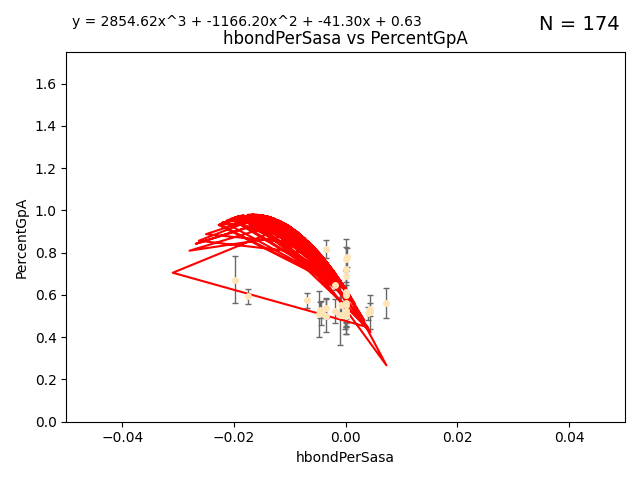 y = 2854.62x^3 + -1166.20x^2 + -41.30x + 0.63
N = 174
hbondPerSasa vs PercentGpA
1.6
1.4
1.2
1.0
0.8
0.6
0.4
0.2
0.0
PercentGpA
−0.04 −0.02 0.00 0.02 0.04
hbondPerSasa